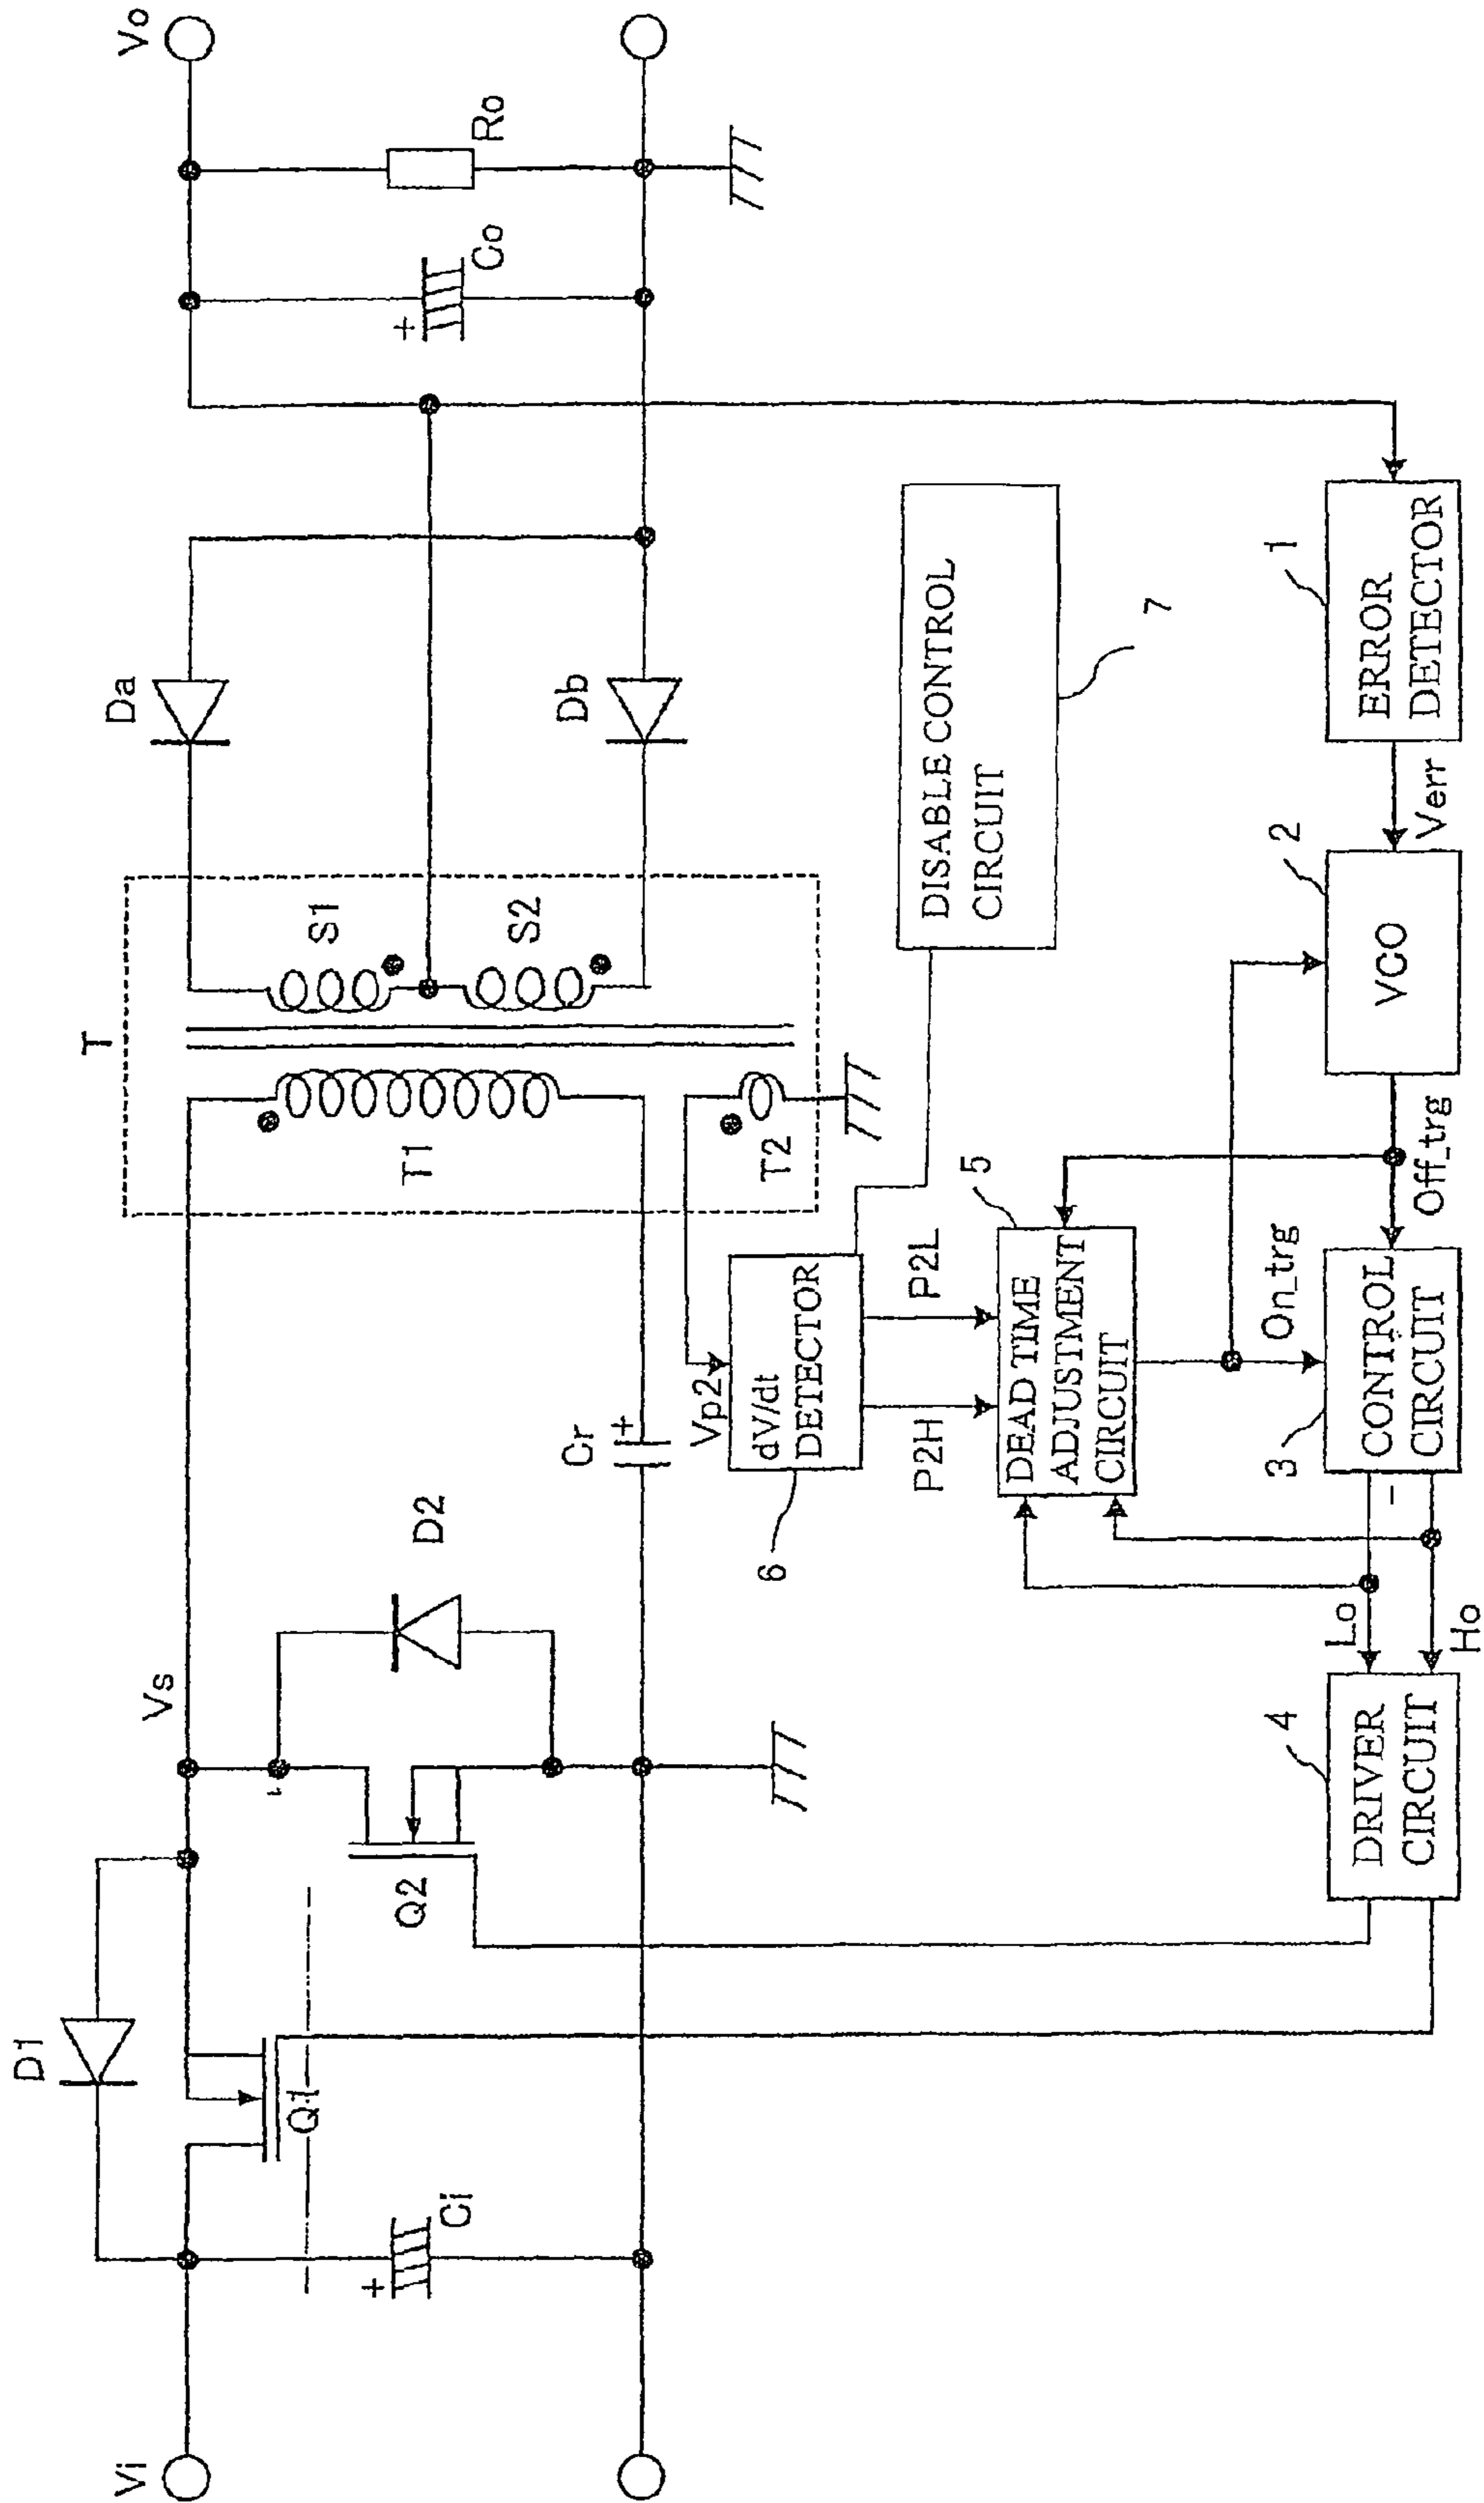 Vi
D1
Q1
Ci
+
Vs
Q2
D2
Cr
+
T
T1
T2
S1
S2
Da
Db
Co
+
Ro
Vo
Vp2
6
dV/dt
DETECTOR
P2H
P2L
DISABLE CONTROL
CIRCUIT
7
5
DEAD TIME
ADJUSTMENT
CIRCUIT
4
DRIVER
CIRCUIT
Lo
Ho
3
CONTROL
CIRCUIT
On_trg
Off_trg
2
VCO
Verr
1
ERROR
DETECTOR